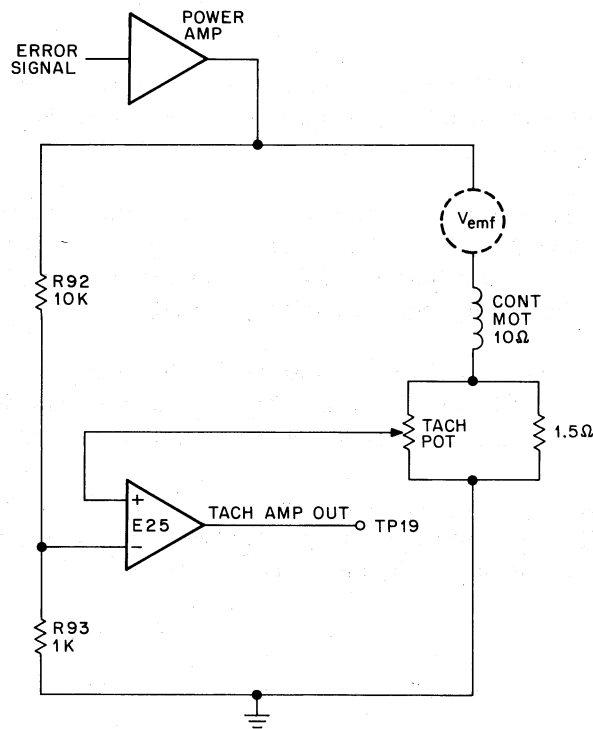 POWER
AMP
ERROR
SIGNAL
Vemf
R92
10K
CONT
MOT
10Ω
TACH
POT
1.5Ω
+
E25
−
TACH AMP OUT
TP19
R93
1K